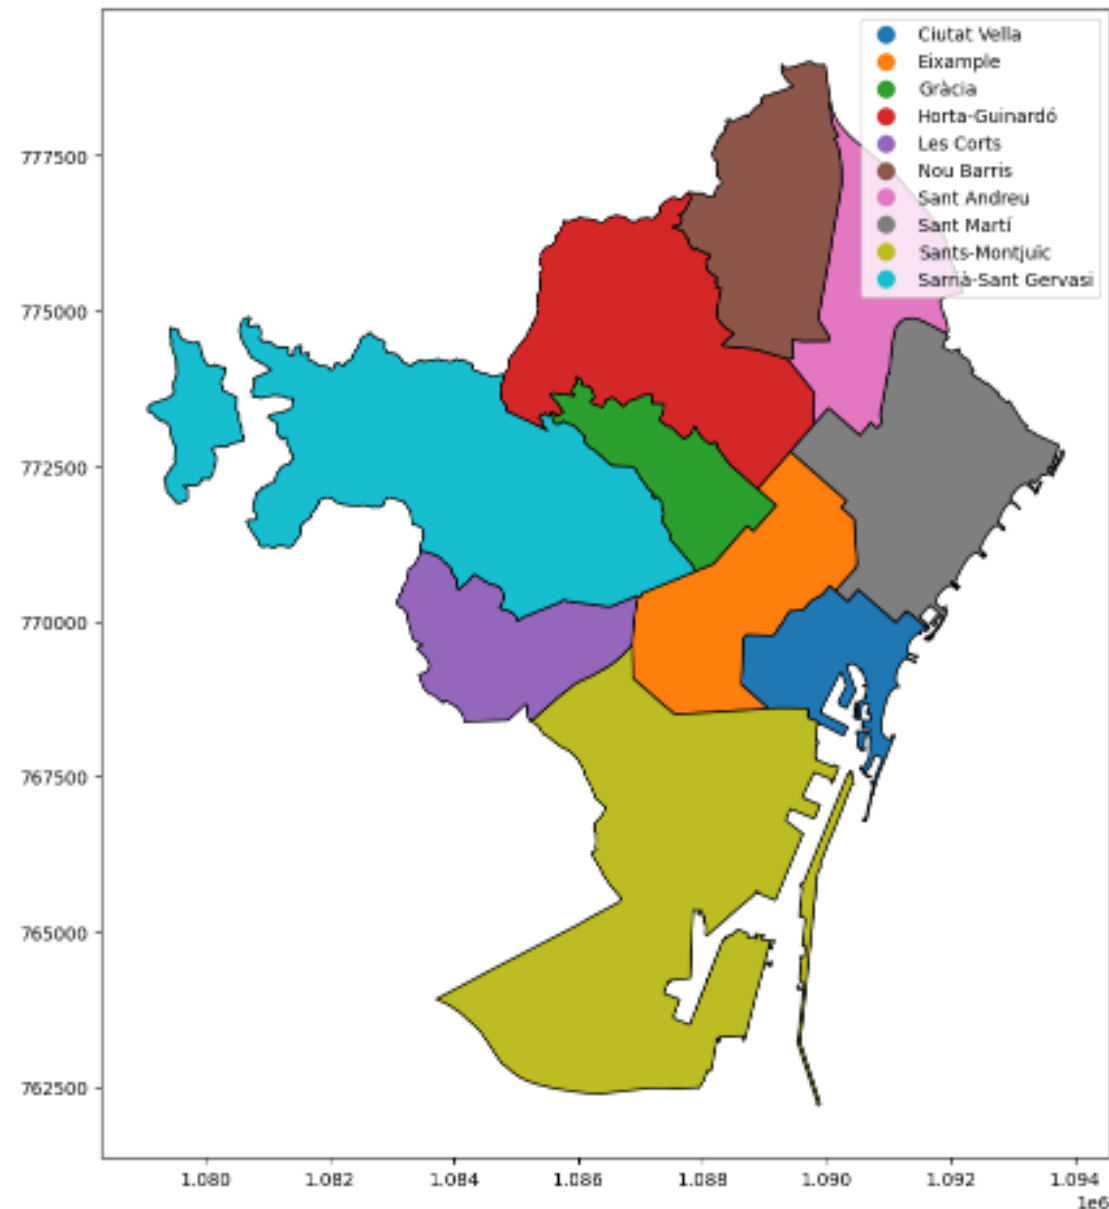 Ciutat Vella
Eixample
Gràcia
Horta-Guinardó
Les Corts
Nou Barris
Sant Andreu
Sant Martí
Sants-Montjuïc
Sarrià-Sant Gervasi
777500
775000
772500
770000
767500
765000
762500
1.080 1.082 1.084 1.086 1.088 1.090 1.092 1.094
1e6